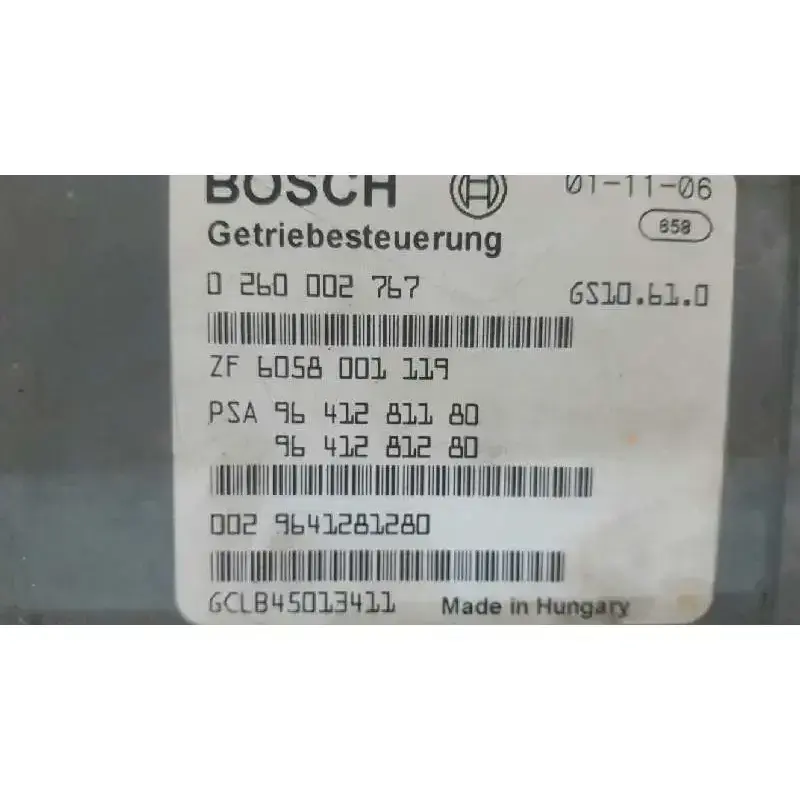 BOSCH 01-11-06
Getriebesteuerung 658
0 260 002 767 GS10.61.0
ZF 6058 001 119
PSA 96 412 811 80
96 412 812 80
002 9641281280
GCLB45013411 Made in Hungary